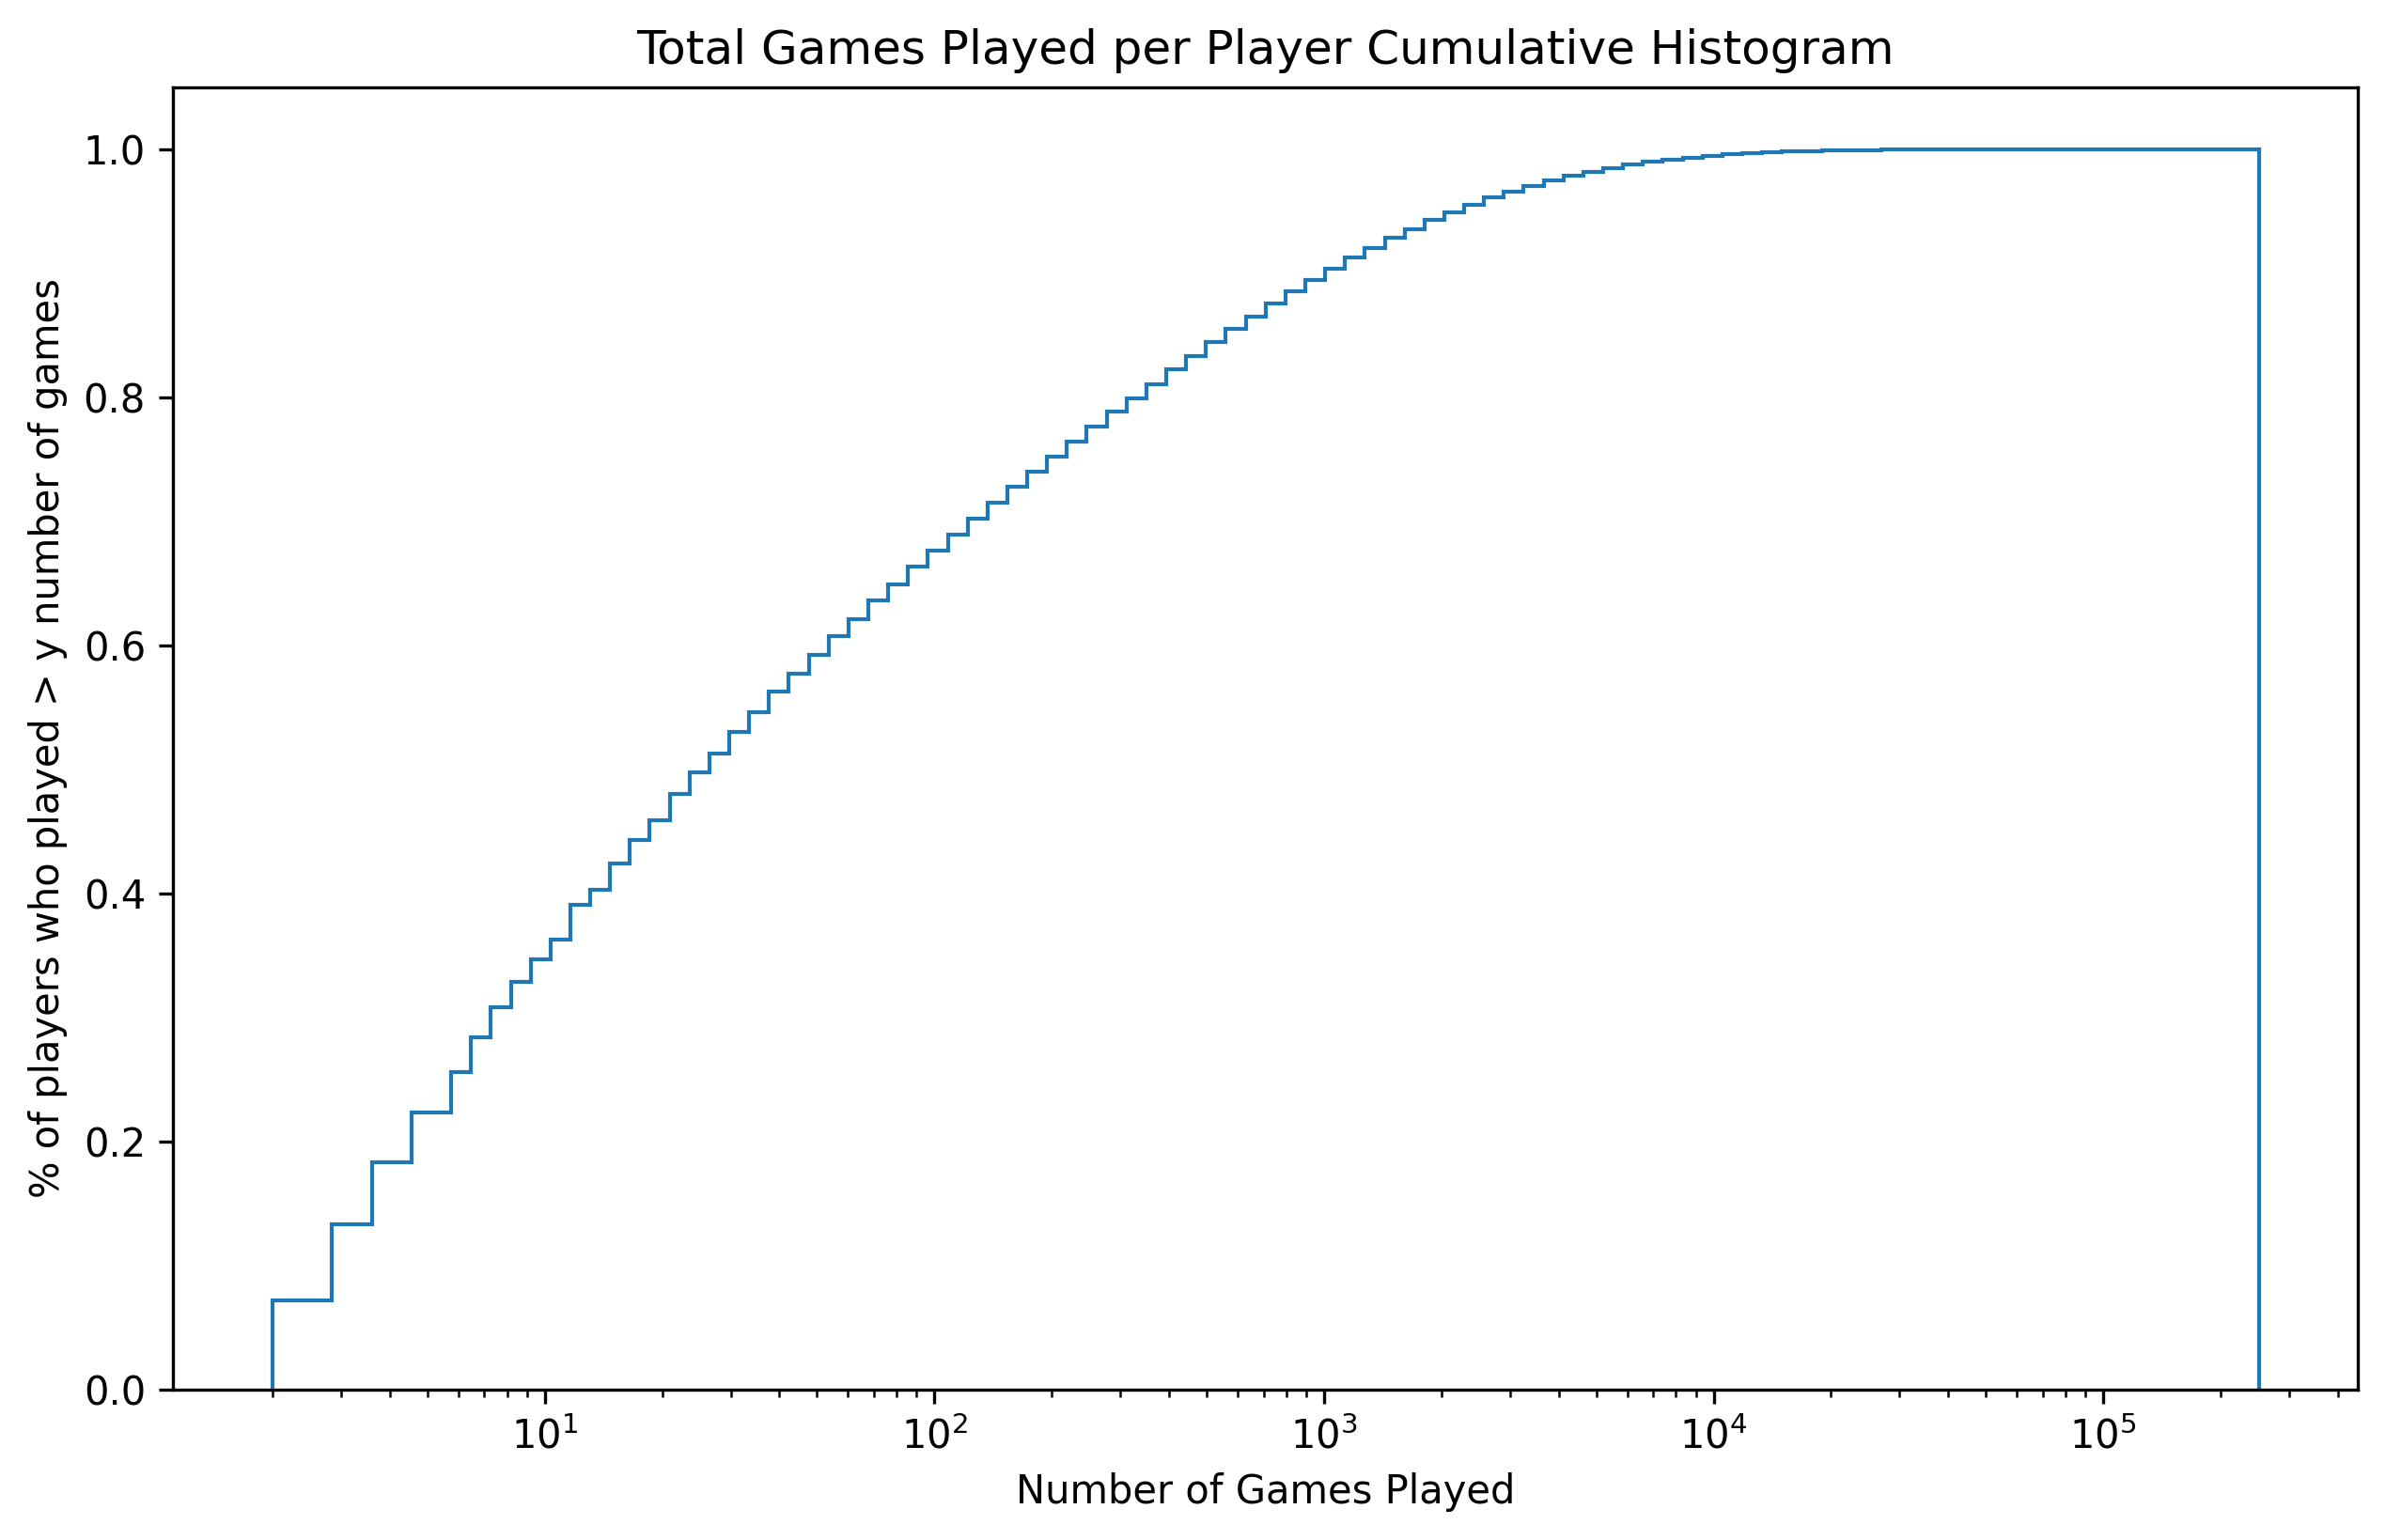 Total Games Played per Player Cumulative Histogram
% of players who played > y number of games
1.0
0.8
0.6
0.4
0.2
0.0
10¹ 10² 10³ 10⁴ 10⁵
Number of Games Played